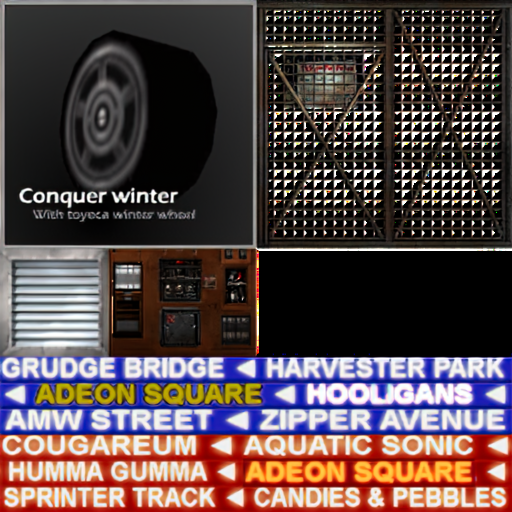 Conquer winter
With toyoca winter wheel
GRUDGE BRIDGE ◄ HARVESTER PARK
◄ ADEON SQUARE ◄ HOOLIGANS ◄
AMW STREET ◄ ZIPPER AVENUE
COUGAREUM ◄ AQUATIC SONIC ◄
HUMMA GUMMA ◄ ADEON SQUARE ◄
SPRINTER TRACK ◄ CANDIES & PEBBLES